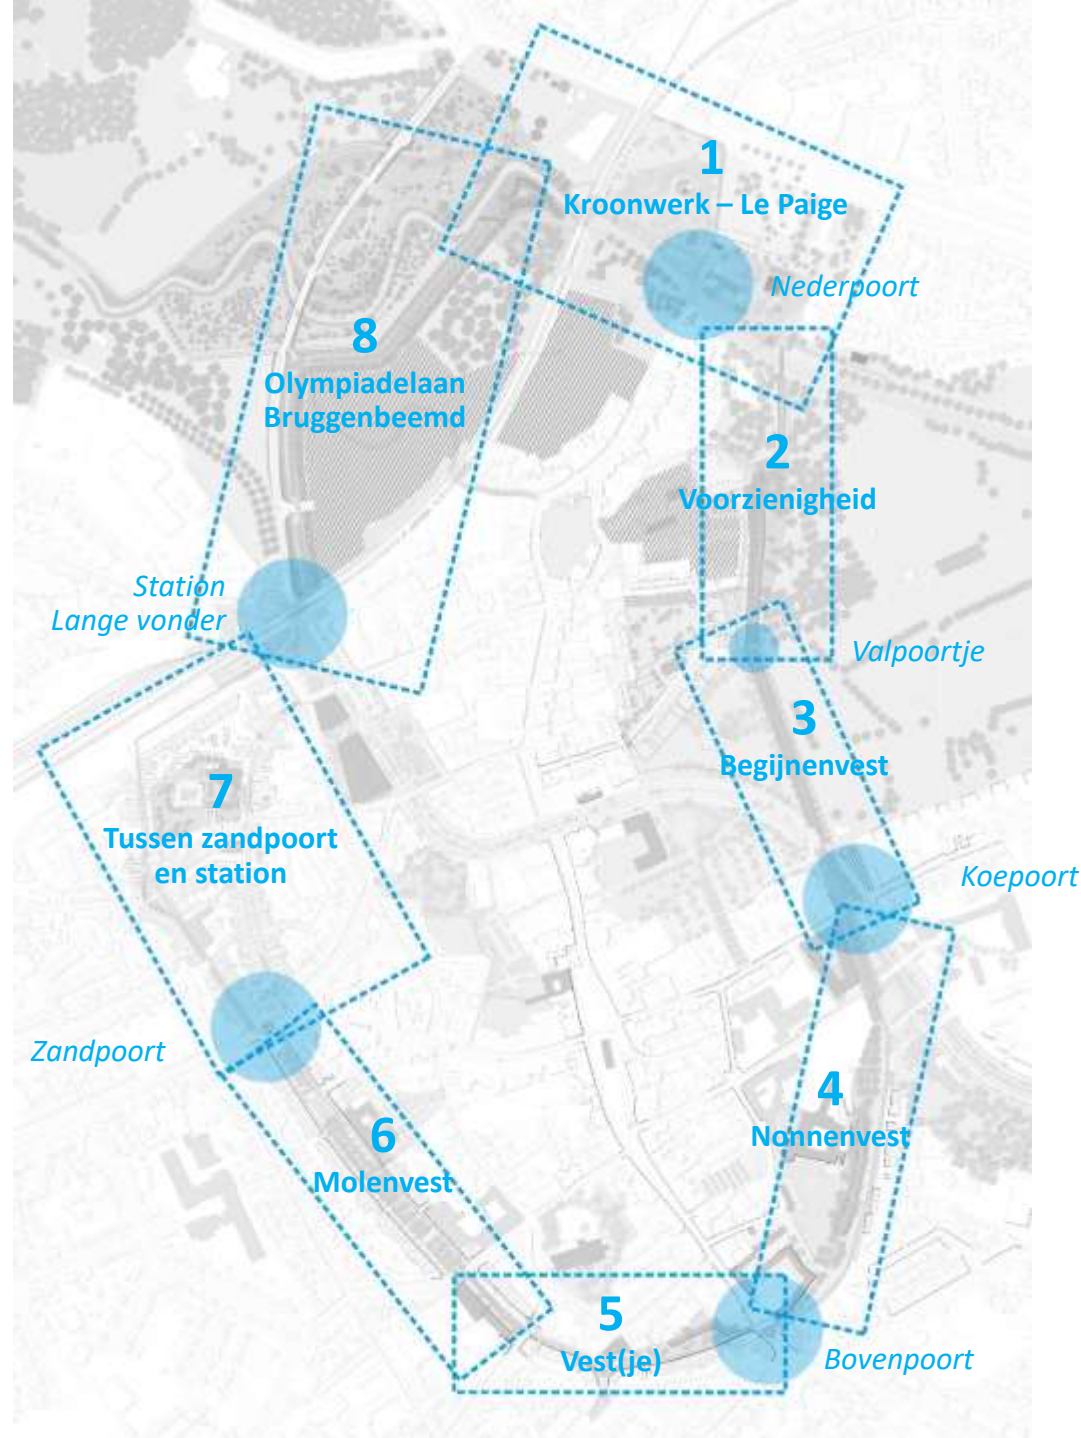 1
Kroonwerk – Le Paige
Nederpoort
8
Olympiadelaan
Bruggenbeemd
2
Voorzienigheid
Station
Lange vonder
Valpoortje
3
Begijnenvest
7
Tussen zandpoort
en station
Koepoort
Zandpoort
4
Nonnenvest
6
Molenvest
5
Vest(je)
Bovenpoort